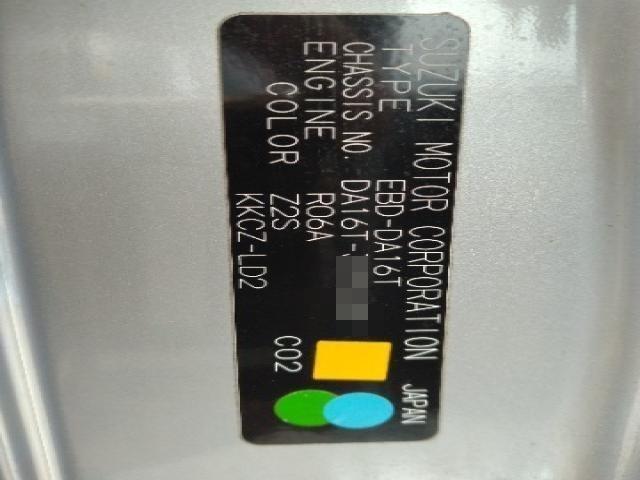 SUZUKI MOTOR CORPORATION JAPAN
TYPE EBD-DA16T
CHASSIS NO. DA16T-
ENGINE R06A
COLOR Z2S C02
KKCZ-LD2